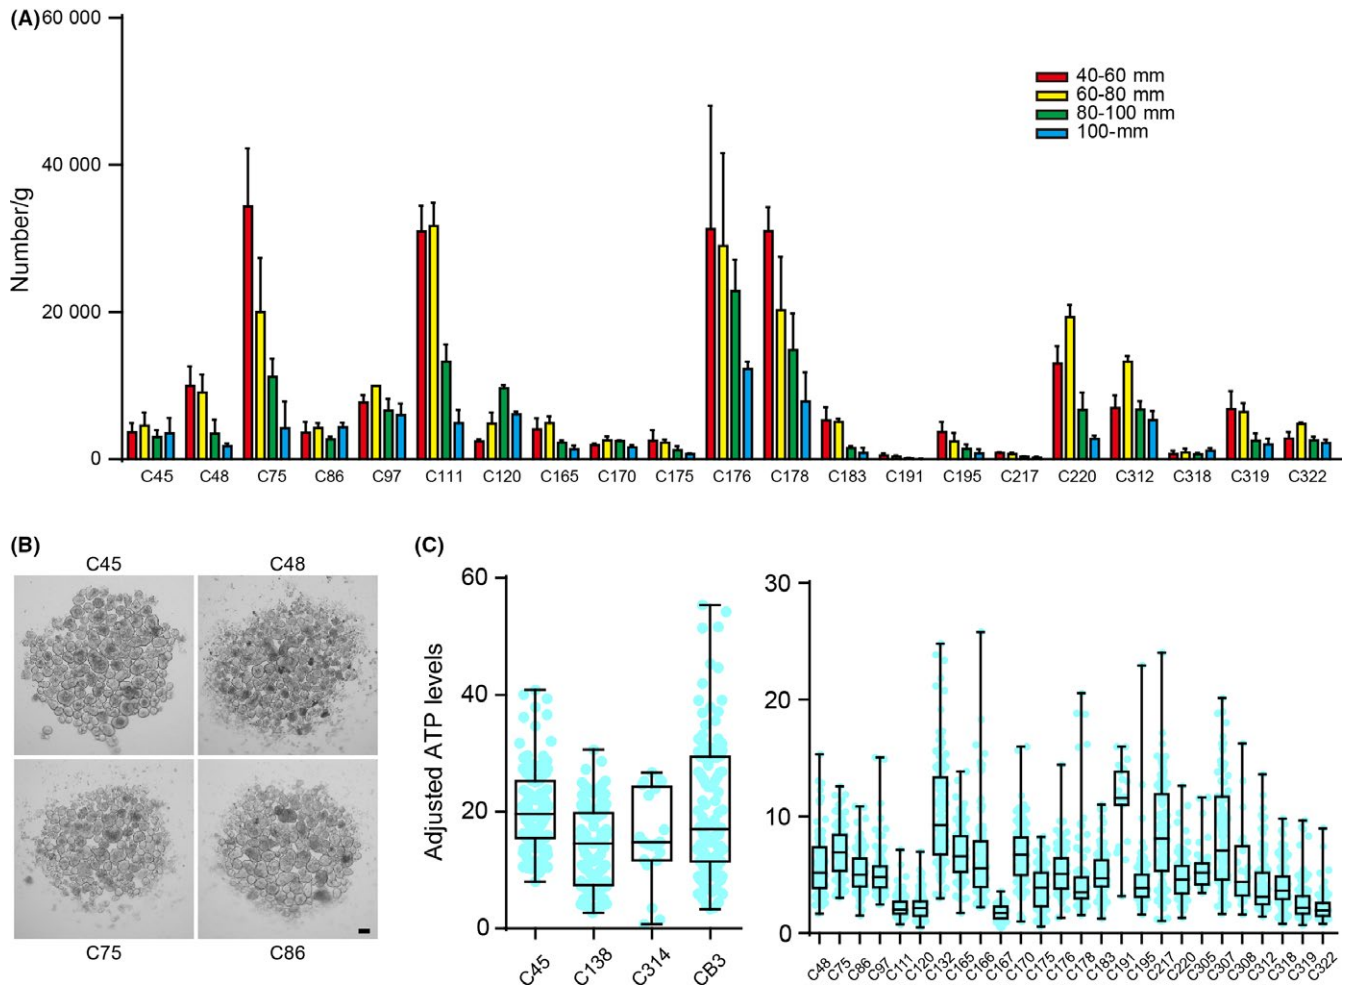 (A)
60 000
40 000
20 000
0
Number/g
40-60 mm
60-80 mm
80-100 mm
100-mm
C45 C48 C75 C86 C97 C111 C120 C165 C170 C175 C176 C178 C183 C191 C195 C217 C220 C312 C318 C319 C322
(B)
C45 C48
C75 C86
(C)
60
40
20
0
Adjusted ATP levels
C45 C138 C314 CB3
30
20
10
0
C48 C75 C86 C97 C111 C120 C132 C165 C166 C167 C170 C175 C176 C178 C183 C191 C195 C217 C220 C305 C307 C308 C312 C318 C319 C322